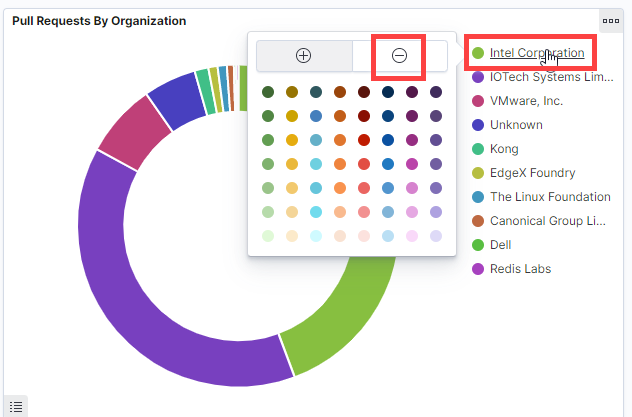 Pull Requests By Organization
Intel Corporation
IOTech Systems Lim...
VMware, Inc.
Unknown
Kong
EdgeX Foundry
The Linux Foundation
Canonical Group Li...
Dell
Redis Labs